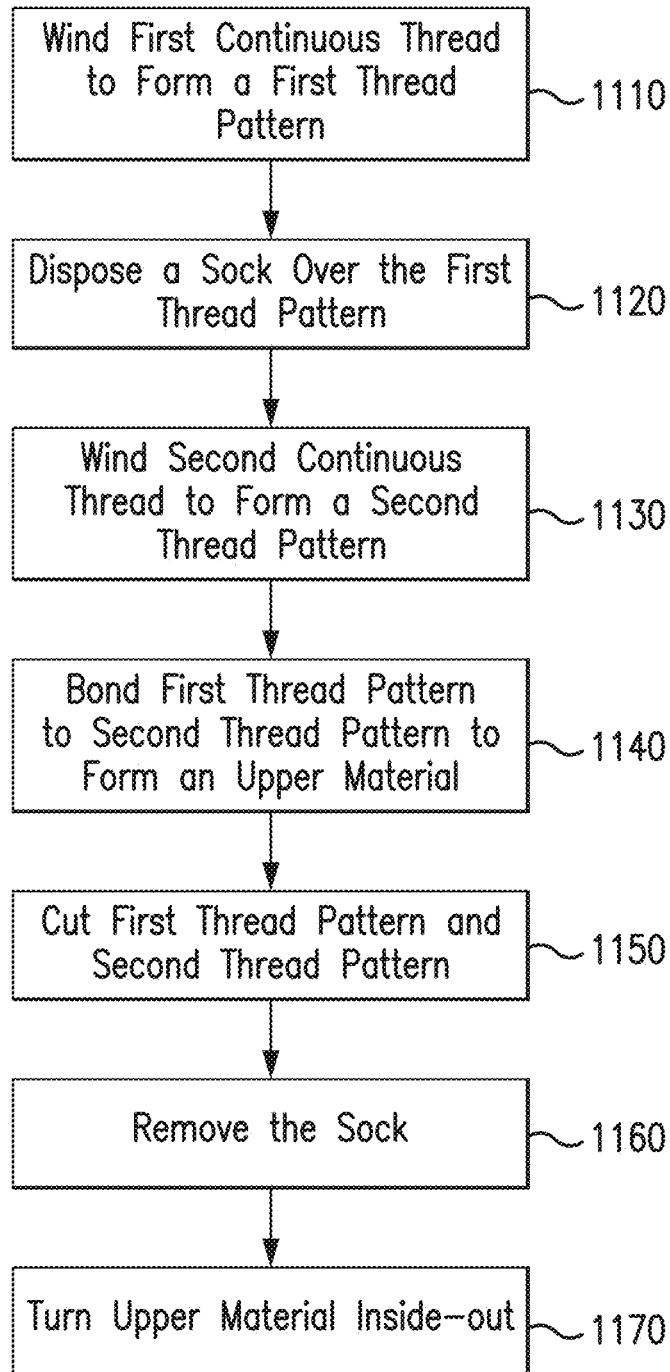 Wind First Continuous Thread
to Form a First Thread
Pattern
1110
Dispose a Sock Over the First
Thread Pattern
1120
Wind Second Continuous
Thread to Form a Second
Thread Pattern
1130
Bond First Thread Pattern
to Second Thread Pattern to
Form an Upper Material
1140
Cut First Thread Pattern and
Second Thread Pattern
1150
Remove the Sock
1160
Turn Upper Material Inside-out
1170